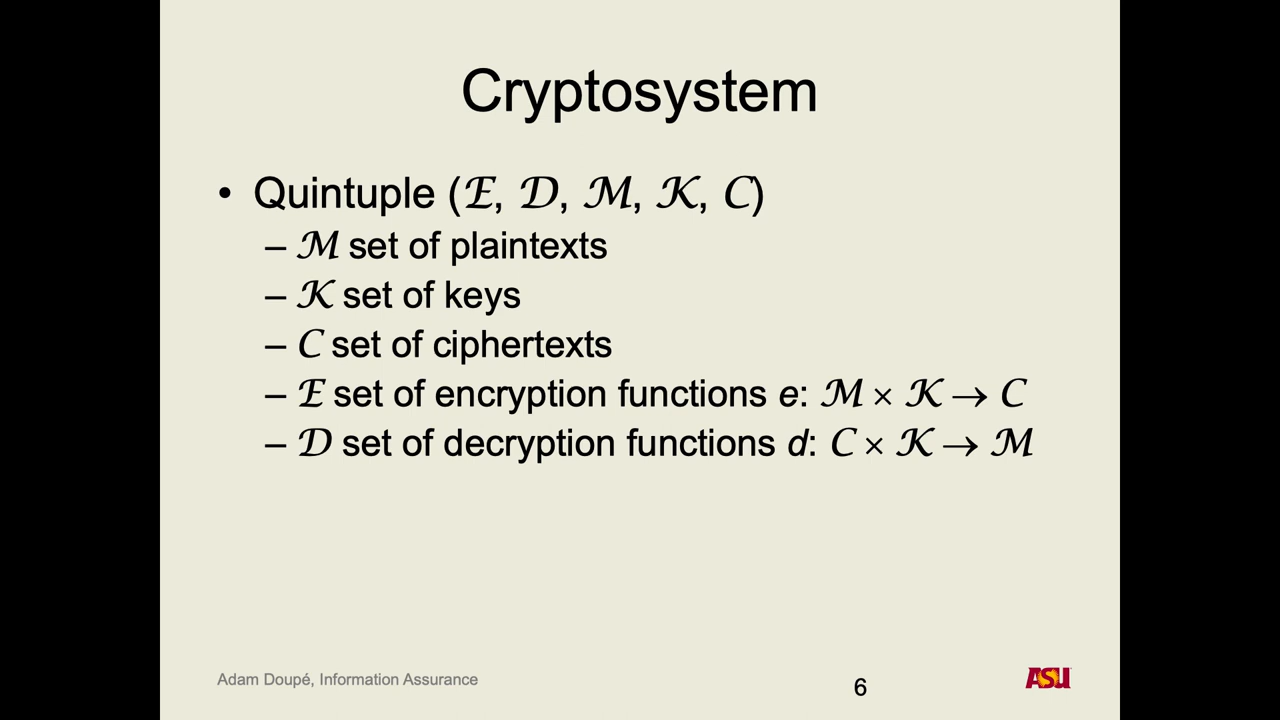 Cryptosystem
• Quintuple (ℰ, 𝒟, ℳ, 𝒦, 𝒞)
– ℳ set of plaintexts
– 𝒦 set of keys
– 𝒞 set of ciphertexts
– ℰ set of encryption functions e: ℳ × 𝒦 → 𝒞
– 𝒟 set of decryption functions d: 𝒞 × 𝒦 → ℳ
Adam Doupé, Information Assurance
6
ASU